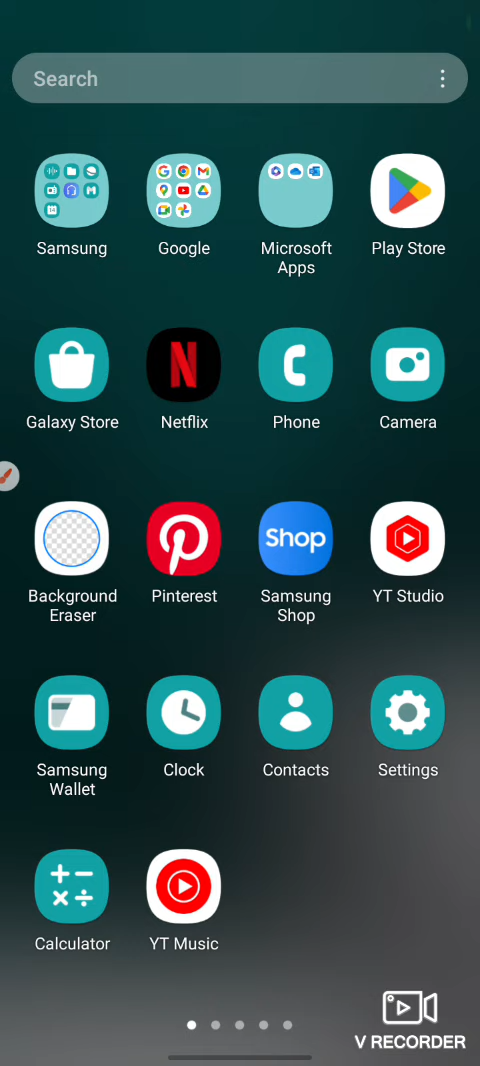 Search
Samsung
Google
Microsoft
Apps
Play Store
Galaxy Store
Netflix
Phone
Camera
Background
Eraser
Pinterest
Shop
Samsung
Shop
YT Studio
Samsung
Wallet
Clock
Contacts
Settings
Calculator
YT Music
V RECORDER